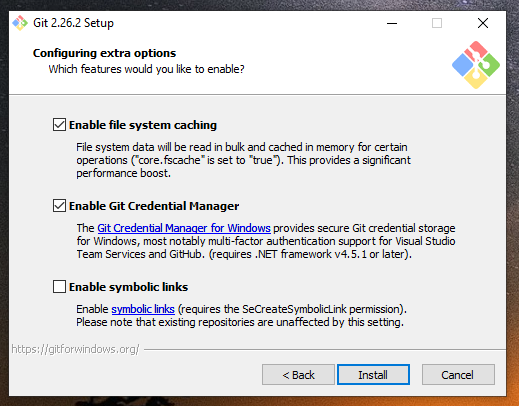 Git 2.26.2 Setup
Configuring extra options
Which features would you like to enable?
Enable file system caching
File system data will be read in bulk and cached in memory for certain
operations ("core.fscache" is set to "true"). This provides a significant
performance boost.
Enable Git Credential Manager
The Git Credential Manager for Windows provides secure Git credential storage
for Windows, most notably multi-factor authentication support for Visual Studio
Team Services and GitHub. (requires .NET framework v4.5.1 or later).
Enable symbolic links
Enable symbolic links (requires the SeCreateSymbolicLink permission).
Please note that existing repositories are unaffected by this setting.
https://gitforwindows.org/
< Back
Install
Cancel